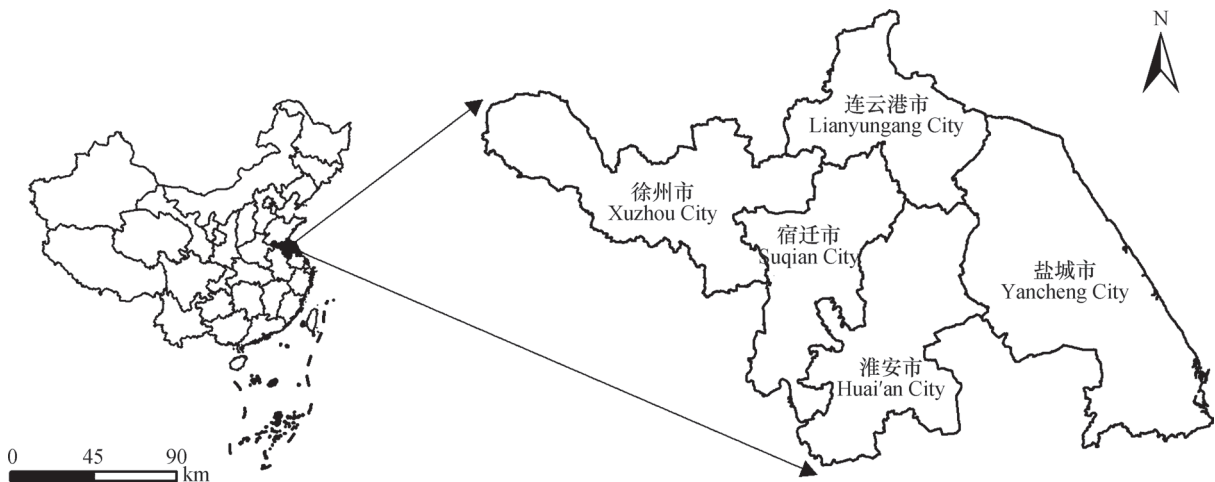 N
连云港市
Lianyungang City
徐州市
Xuzhou City
宿迁市
Suqian City
盐城市
Yancheng City
淮安市
Huai'an City
0 45 90
km